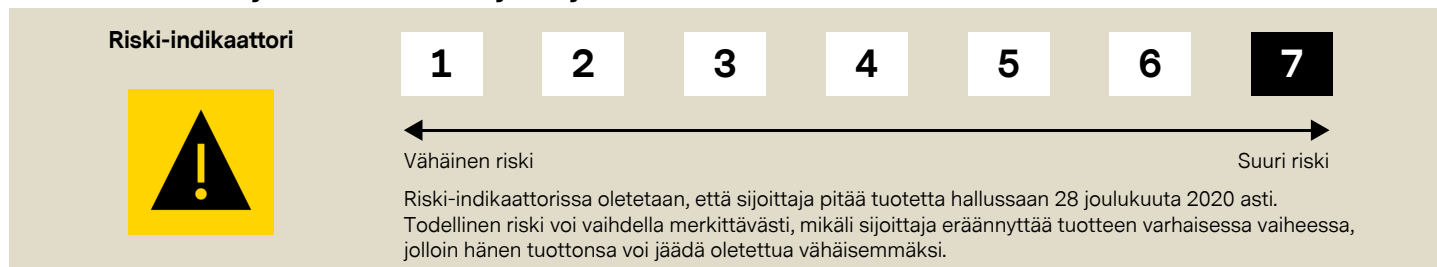 Riski-indikaattori
1 2 3 4 5 6 7
Vähäinen riski Suuri riski
Riski-indikaattorissa oletetaan, että sijoittaja pitää tuotetta hallussaan 28 joulukuuta 2020 asti.
Todellinen riski voi vaihdella merkittävästi, mikäli sijoittaja eräännyttää tuotteen varhaisessa vaiheessa,
jolloin hänen tuottonsa voi jäädä oletettua vähäisemmäksi.